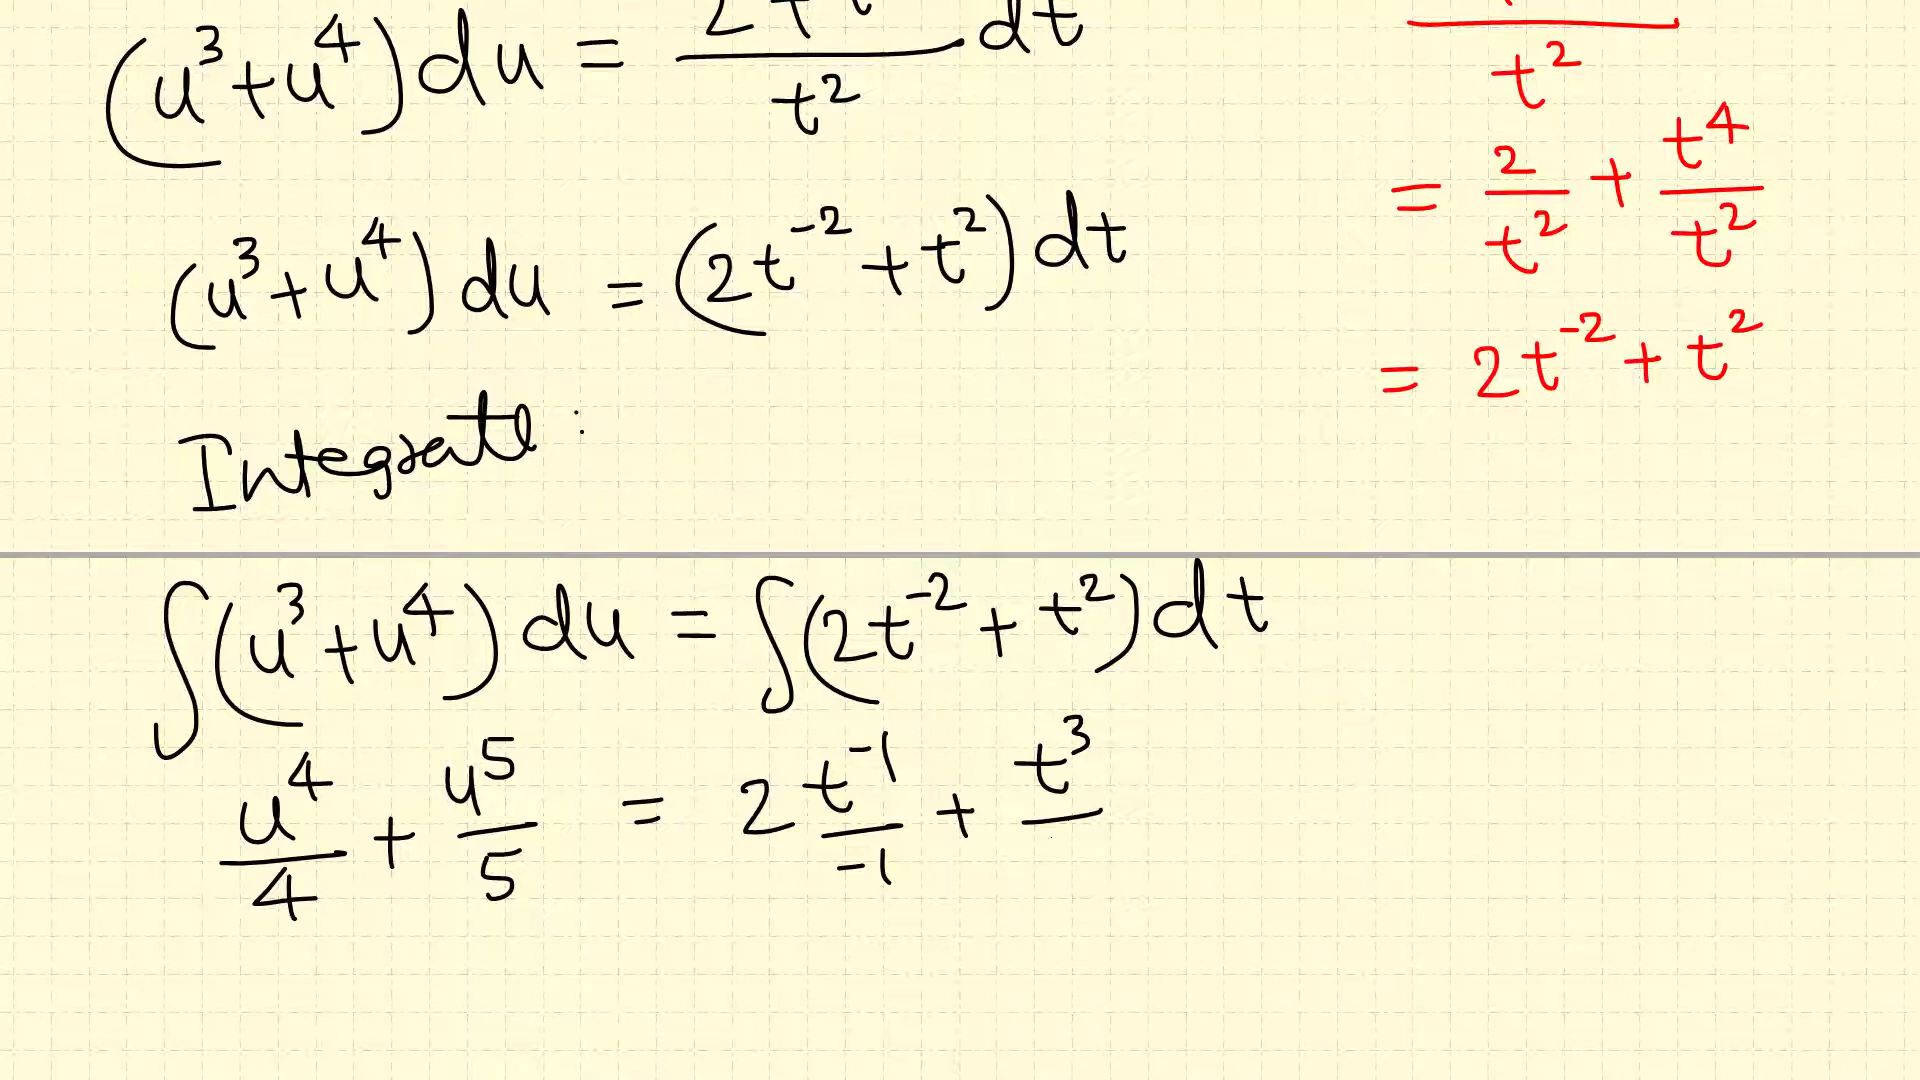 (u³+u⁴) du = 2+t / t² dt
(u³+u⁴) du = (2t⁻²+t²) dt
Integrate:
∫(u³+u⁴) du = ∫(2t⁻²+t²) dt
u⁴/4 + u⁵/5 = 2 t⁻¹/-1 + t³/
t²
= 2/t² + t⁴/t²
= 2t⁻²+t²